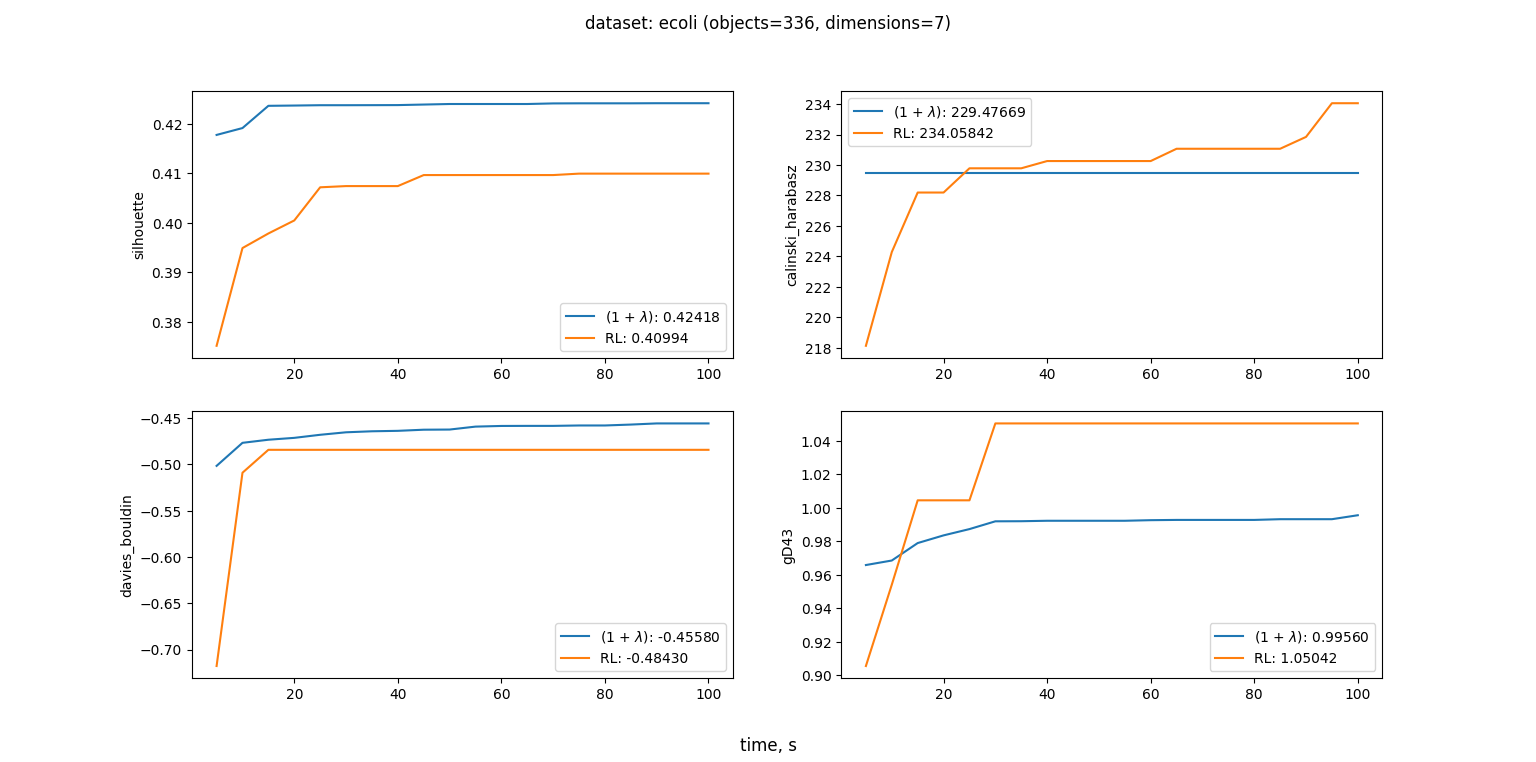 dataset: ecoli (objects=336, dimensions=7)
silhouette
0.42
0.41
0.40
0.39
0.38
20 40 60 80 100
(1 + λ): 0.42418
RL: 0.40994
calinski_harabasz
234
232
230
228
226
224
222
220
218
20 40 60 80 100
(1 + λ): 229.47669
RL: 234.05842
davies_bouldin
−0.45
−0.50
−0.55
−0.60
−0.65
−0.70
20 40 60 80 100
(1 + λ): -0.45580
RL: -0.48430
gD43
1.04
1.02
1.00
0.98
0.96
0.94
0.92
0.90
20 40 60 80 100
(1 + λ): 0.99560
RL: 1.05042
time, s